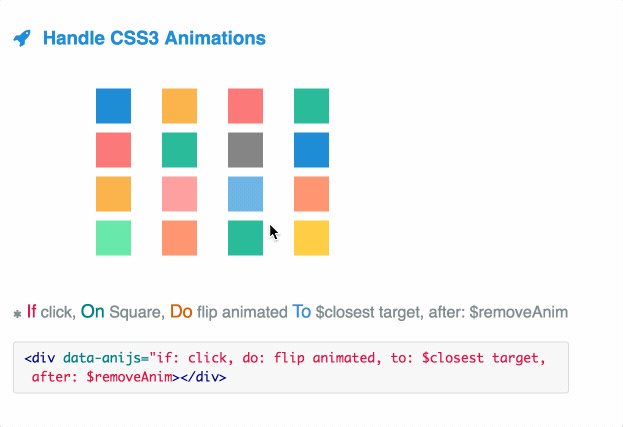 Handle CSS3 Animations
✱ If click, On Square, Do flip animated To $closest target, after: $removeAnim
<div data-anijs="if: click, do: flip animated, to: $closest target,
after: $removeAnim></div>